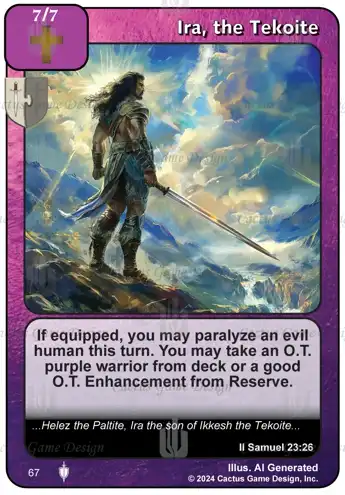 7/7
Ira, the Tekoite
If equipped, you may paralyze an evil
human this turn. You may take an O.T.
purple warrior from deck or a good
O.T. Enhancement from Reserve.
...Helez the Paltite, Ira the son of Ikkesh the Tekoite...
II Samuel 23:26
67
Illus. AI Generated
© 2024 Cactus Game Design, Inc.